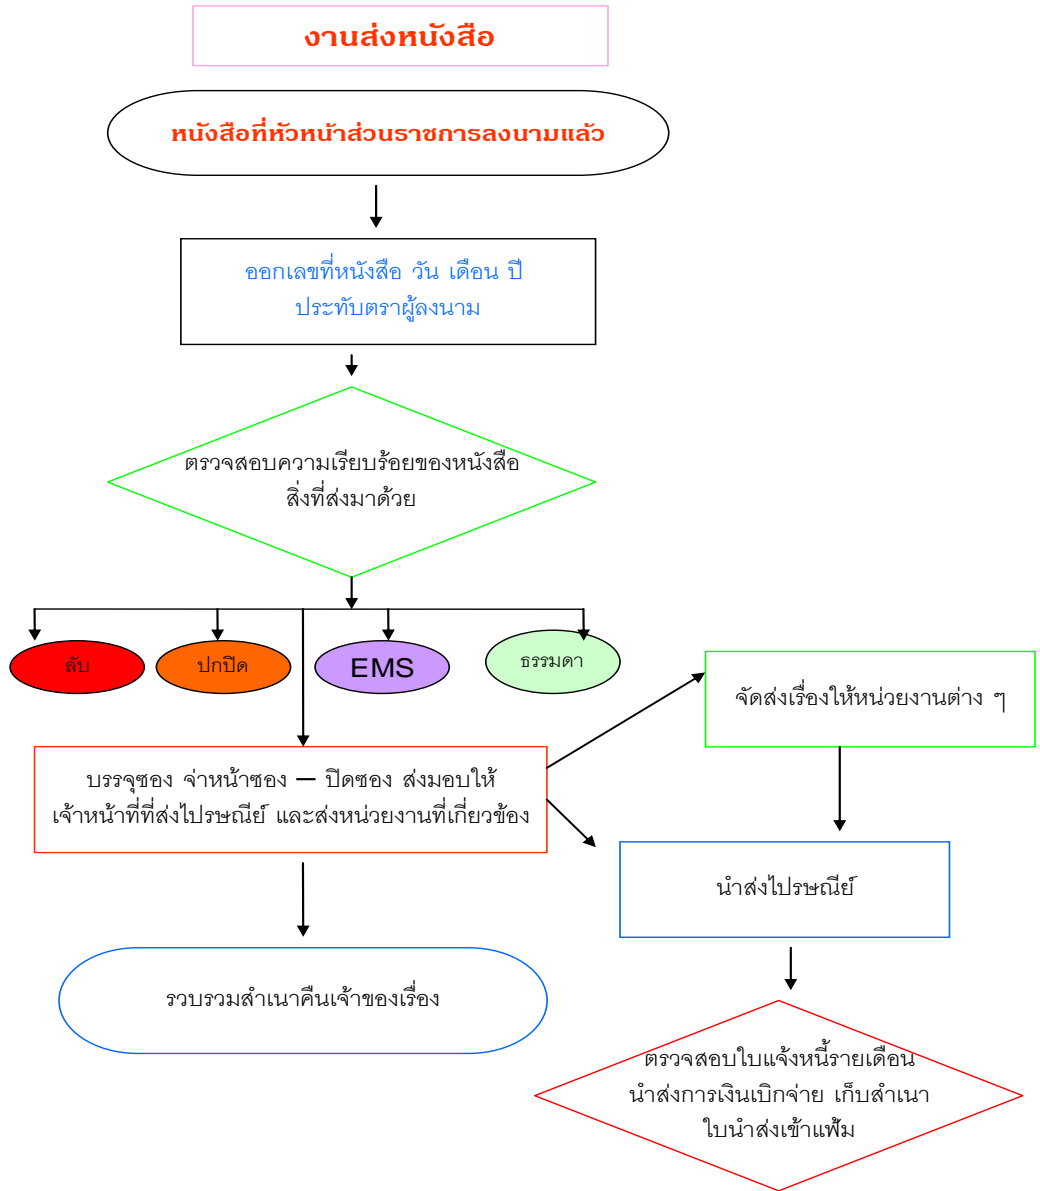 งานส่งหนังสือ
หนังสือที่หัวหน้าส่วนราชการลงนามแล้ว
ออกเลขที่หนังสือ วัน เดือน ปี
ประทับตราผู้ลงนาม
ตรวจสอบความเรียบร้อยของหนังสือ
สิ่งที่ส่งมาด้วย
ลับ
ปกปิด
EMS
ธรรมดา
จัดส่งเรื่องให้หน่วยงานต่าง ๆ
บรรจุซอง จ่าหน้าซอง – ปิดซอง ส่งมอบให้
เจ้าหน้าที่ที่ส่งไปรษณีย์ และส่งหน่วยงานที่เกี่ยวข้อง
นำส่งไปรษณีย์
รวบรวมสำเนาคืนเจ้าของเรื่อง
ตรวจสอบใบแจ้งหนี้รายเดือน
นำส่งการเงินเบิกจ่าย เก็บสำเนา
ใบนำส่งเข้าแฟ้ม